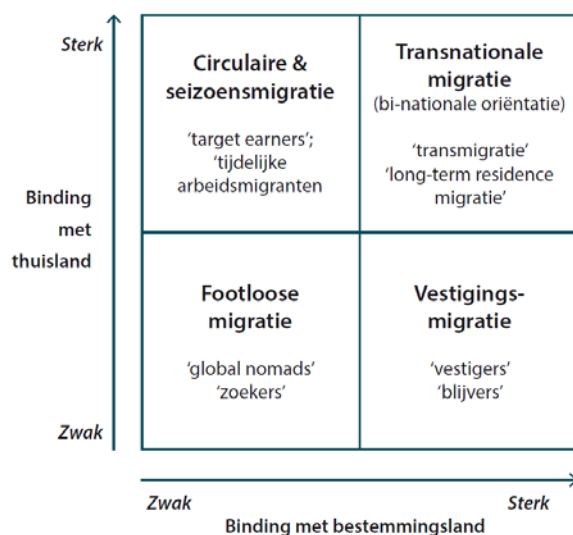 Sterk
Circulaire &
seizoensmigratie
'target earners';
'tijdelijke
arbeidsmigranten
Transnationale
migratie
(bi-nationale oriëntatie)
'transmigratie'
'long-term residence
migratie'
Binding
met
thuisland
Footloose
migratie
'global nomads'
'zoekers'
Vestigings-
migratie
'vestigers'
'blijvers'
Zwak
Zwak
Sterk
Binding met bestemmingsland